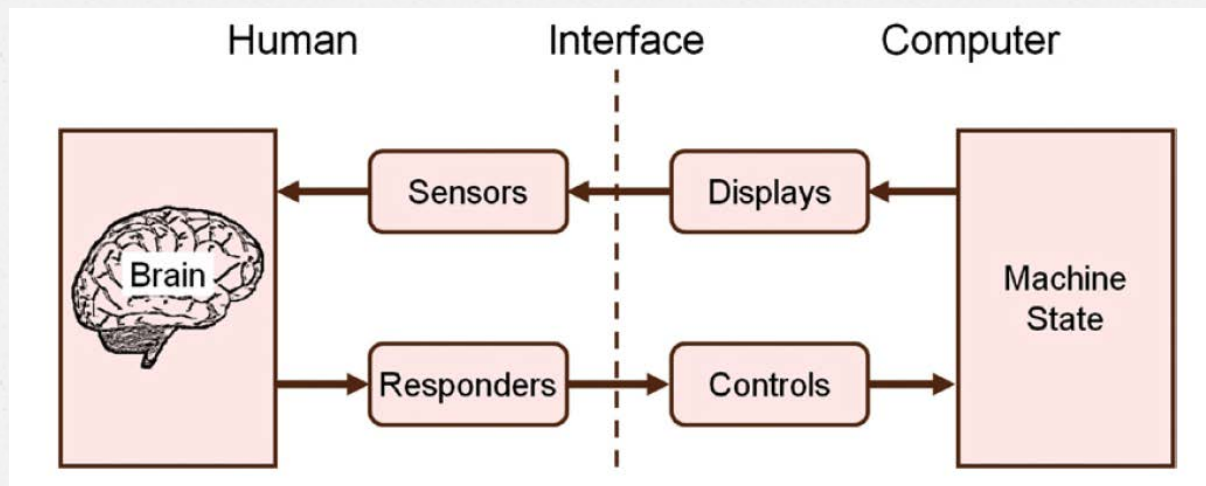 Human
Interface
Computer
Sensors
Displays
Brain
Machine
State
Responders
Controls